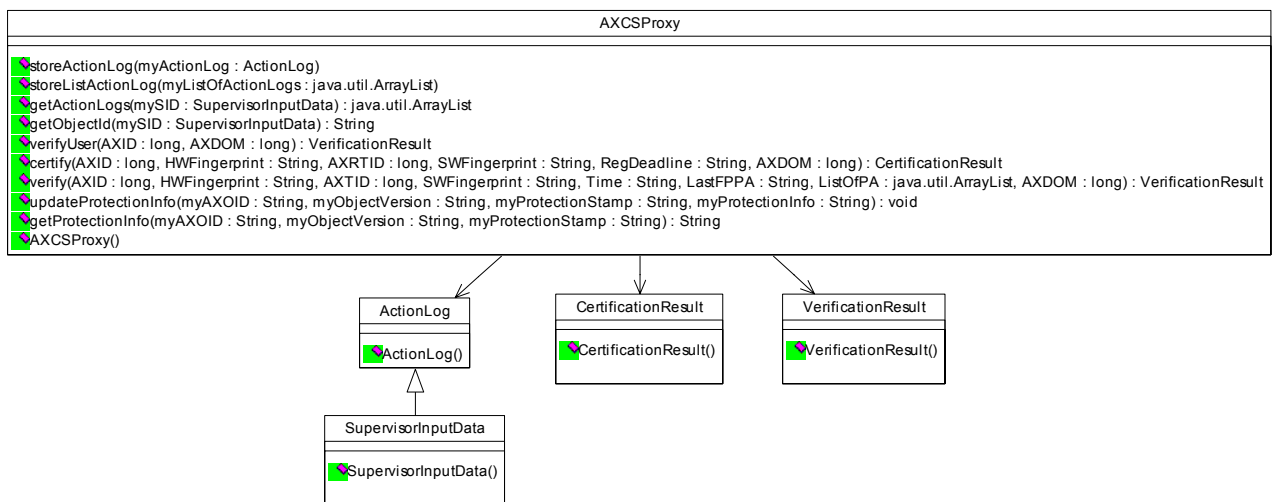 AXCSProxy
storeActionLog(myActionLog : ActionLog)
storeListActionLog(myListOfActionLogs : java.util.ArrayList)
getActionLogs(mySID : SupervisorInputData) : java.util.ArrayList
getObjectId(mySID : SupervisorInputData) : String
verifyUser(AXID : long, AXDOM : long) : VerificationResult
certify(AXID : long, HWFingerprint : String, AXRTID : long, SWFingerprint : String, RegDeadline : String, AXDOM : long) : CertificationResult
verify(AXID : long, HWFingerprint : String, AXTID : long, SWFingerprint : String, Time : String, LastFPPA : String, ListOfPA : java.util.ArrayList, AXDOM : long) : VerificationResult
updateProtectionInfo(myAXOID : String, myObjectVersion : String, myProtectionStamp : String, myProtectionInfo : String) : void
getProtectionInfo(myAXOID : String, myObjectVersion : String, myProtectionStamp : String) : String
AXCSProxy()
ActionLog
ActionLog()
CertificationResult
CertificationResult()
VerificationResult
VerificationResult()
SupervisorInputData
SupervisorInputData()